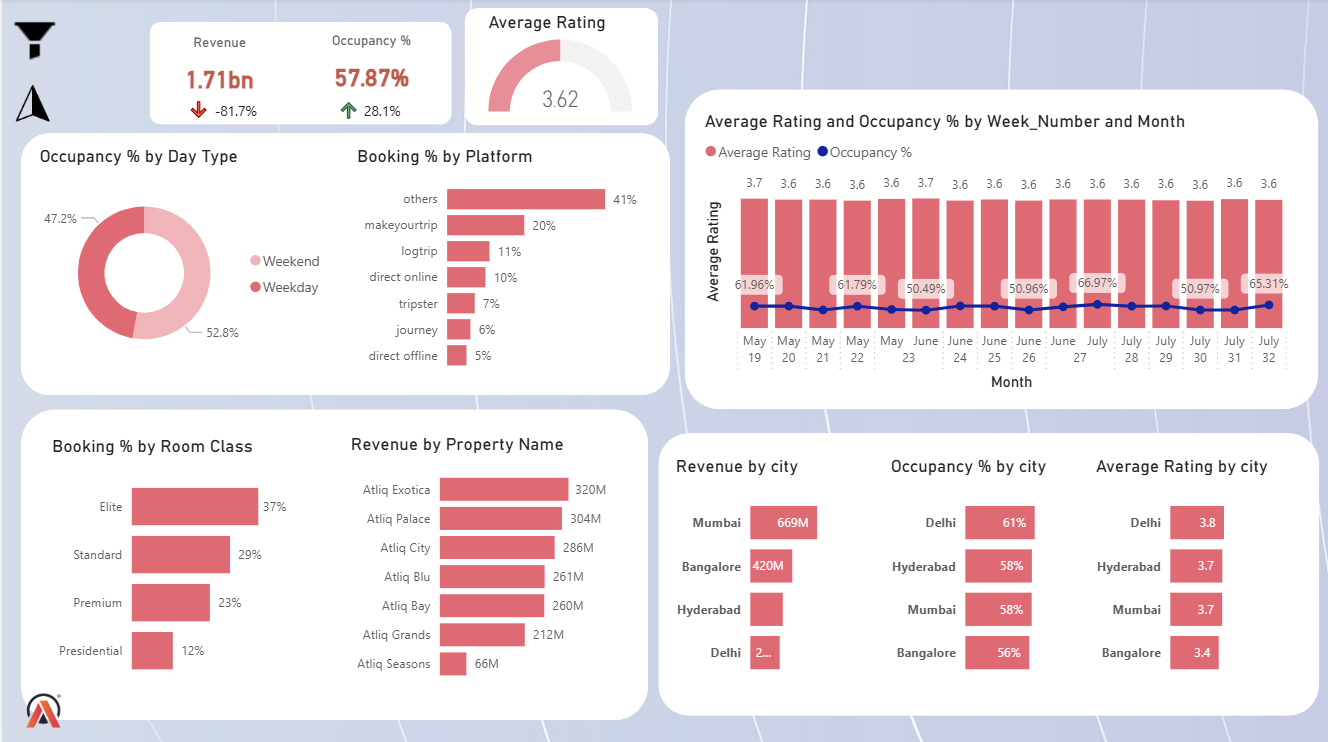 Revenue
1.71bn
-81.7%
Occupancy %
57.87%
28.1%
Average Rating
3.62
Occupancy % by Day Type
47.2%
52.8%
Weekend
Weekday
Booking % by Platform
others 41%
makeyourtrip 20%
logtrip 11%
direct online 10%
tripster 7%
journey 6%
direct offline 5%
Average Rating and Occupancy % by Week_Number and Month
Average Rating Occupancy %
3.7 3.6 3.6 3.6 3.6 3.7 3.6 3.6 3.6 3.6 3.6 3.6 3.6 3.6 3.6 3.6
Average Rating
61.96% 61.79% 50.49% 50.96% 66.97% 50.97% 65.31%
May May May May May June June June June June July July July July July July
19 20 21 22 23 24 25 26 27 28 29 30 31 32
Month
Booking % by Room Class
Elite 37%
Standard 29%
Premium 23%
Presidential 12%
Revenue by Property Name
Atliq Exotica 320M
Atliq Palace 304M
Atliq City 286M
Atliq Blu 261M
Atliq Bay 260M
Atliq Grands 212M
Atliq Seasons 66M
Revenue by city
Mumbai 669M
Bangalore 420M
Hyderabad
Delhi 2...
Occupancy % by city
Delhi 61%
Hyderabad 58%
Mumbai 58%
Bangalore 56%
Average Rating by city
Delhi 3.8
Hyderabad 3.7
Mumbai 3.7
Bangalore 3.4